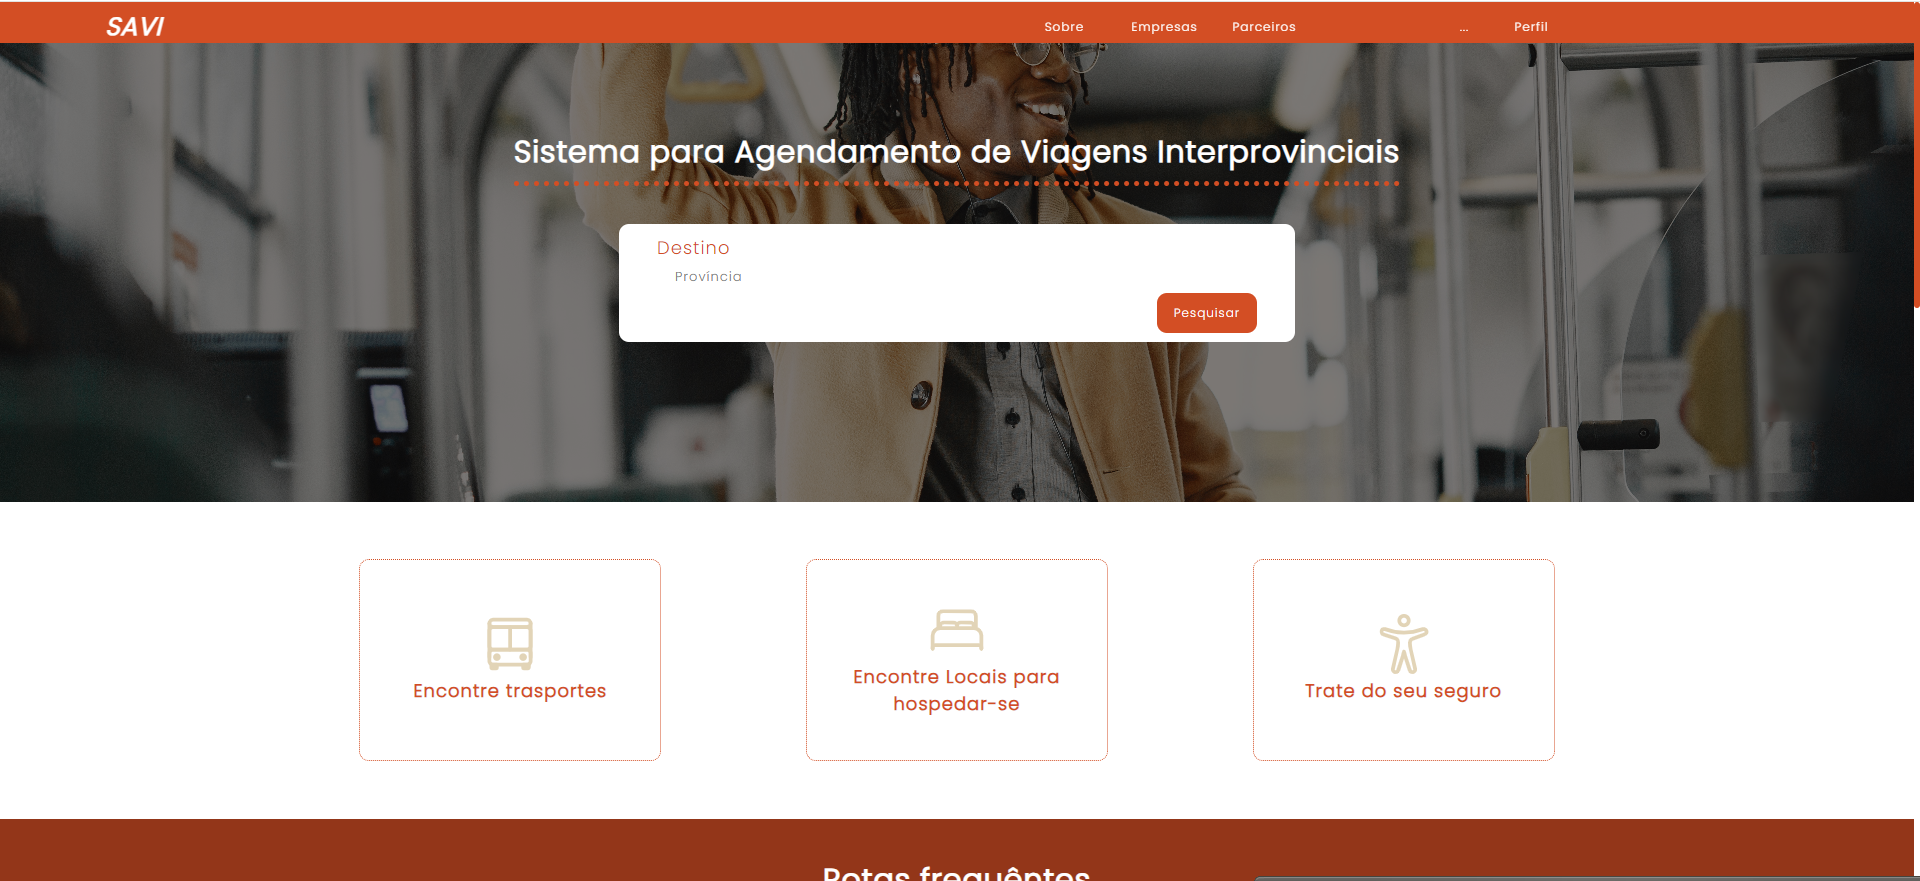 SAVI
Sobre
Empresas
Parceiros
...
Perfil
Sistema para Agendamento de Viagens Interprovinciais
Destino
Província
Pesquisar
Encontre trasportes
Encontre Locais para
hospedar-se
Trate do seu seguro
Rotas frequêntes